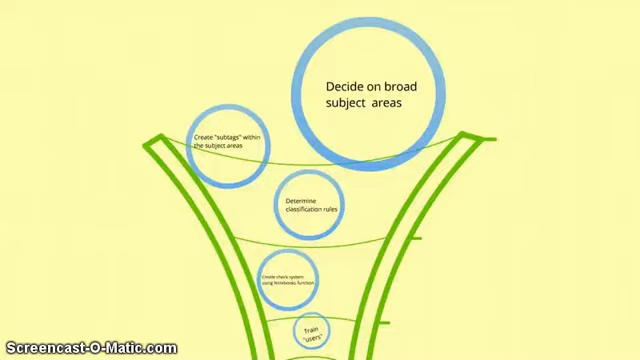 Decide on broad
subject areas
Create "subtags" within
the subject areas
Determine
classification rules
Create check system
using Notebooks function
Train
"users"
Screencast-O-Matic.com